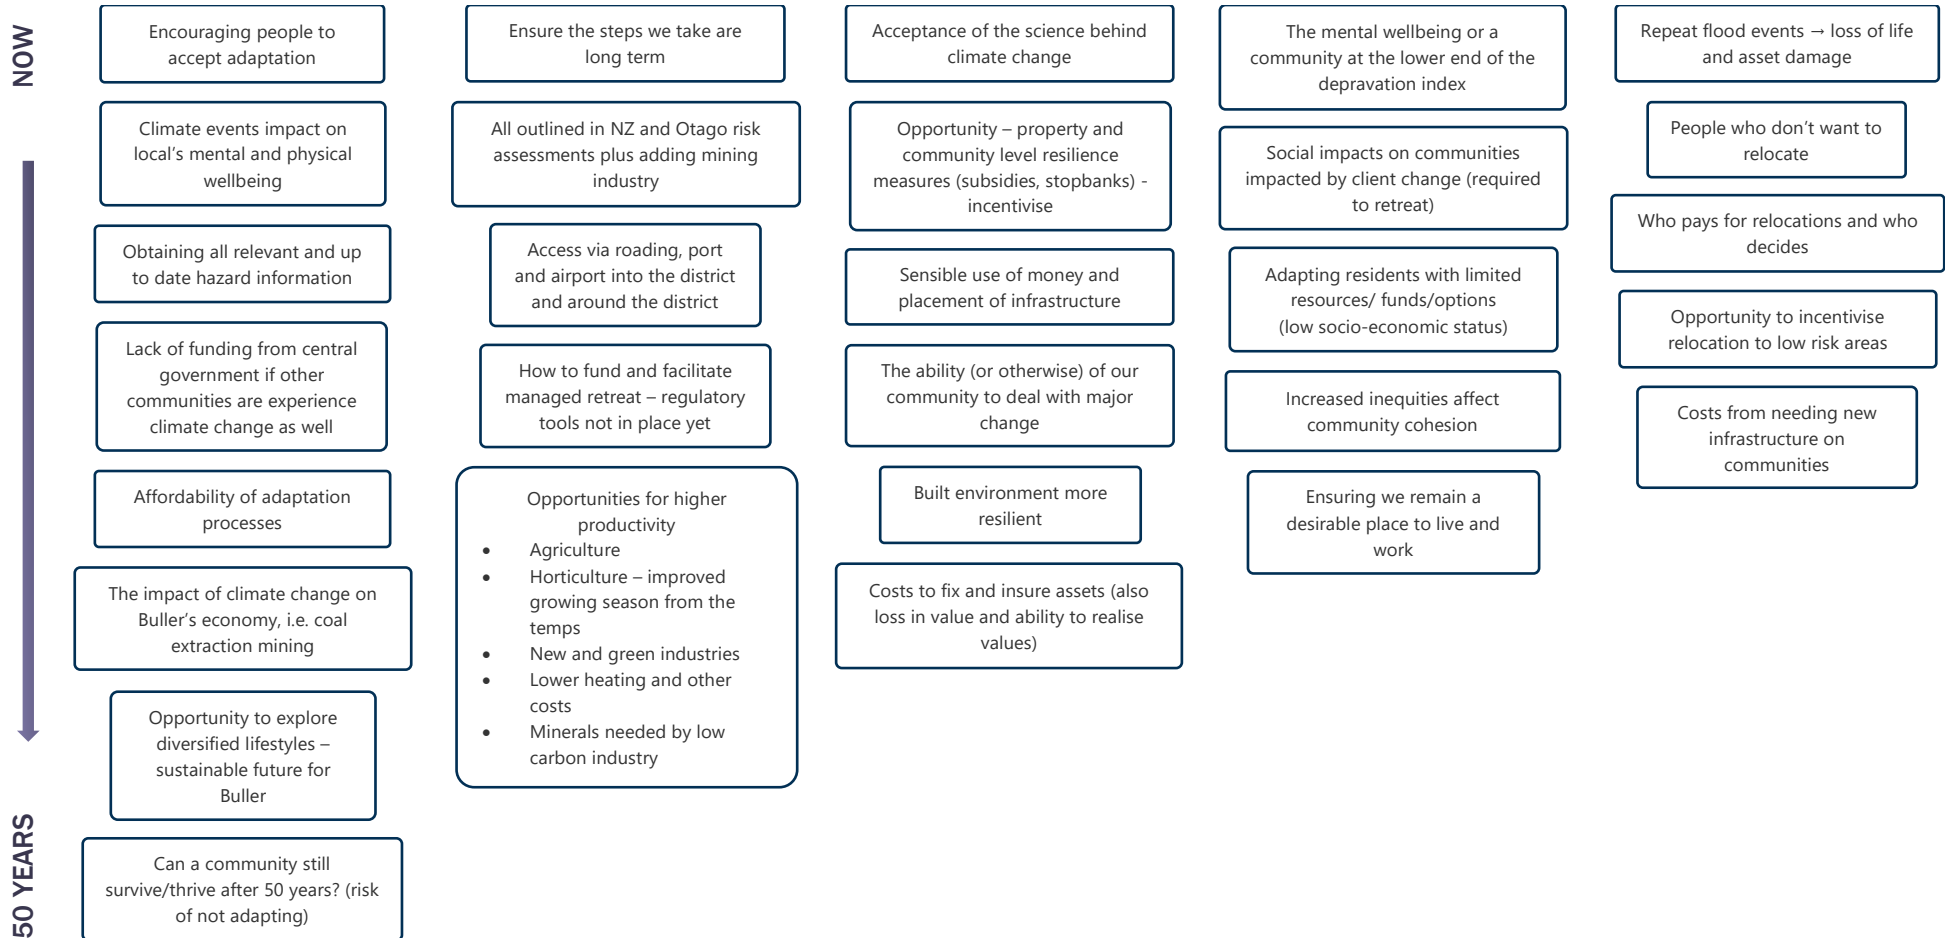 NOW
50 YEARS
Encouraging people to
accept adaptation
Climate events impact on
local's mental and physical
wellbeing
Obtaining all relevant and up
to date hazard information
Lack of funding from central
government if other
communities are experience
climate change as well
Affordability of adaptation
processes
The impact of climate change on
Buller's economy, i.e. coal
extraction mining
Opportunity to explore
diversified lifestyles –
sustainable future for
Buller
Can a community still
survive/thrive after 50 years? (risk
of not adapting)
Ensure the steps we take are
long term
All outlined in NZ and Otago risk
assessments plus adding mining
industry
Access via roading, port
and airport into the district
and around the district
How to fund and facilitate
managed retreat – regulatory
tools not in place yet
Opportunities for higher
productivity
• Agriculture
• Horticulture – improved
growing season from the
temps
• New and green industries
• Lower heating and other
costs
• Minerals needed by low
carbon industry
Acceptance of the science behind
climate change
Opportunity – property and
community level resilience
measures (subsidies, stopbanks) -
incentivise
Sensible use of money and
placement of infrastructure
The ability (or otherwise) of our
community to deal with major
change
Built environment more
resilient
Costs to fix and insure assets (also
loss in value and ability to realise
values)
The mental wellbeing or a
community at the lower end of the
depravation index
Social impacts on communities
impacted by client change (required
to retreat)
Adapting residents with limited
resources/ funds/options
(low socio-economic status)
Increased inequities affect
community cohesion
Ensuring we remain a
desirable place to live and
work
Repeat flood events → loss of life
and asset damage
People who don't want to
relocate
Who pays for relocations and who
decides
Opportunity to incentivise
relocation to low risk areas
Costs from needing new
infrastructure on
communities